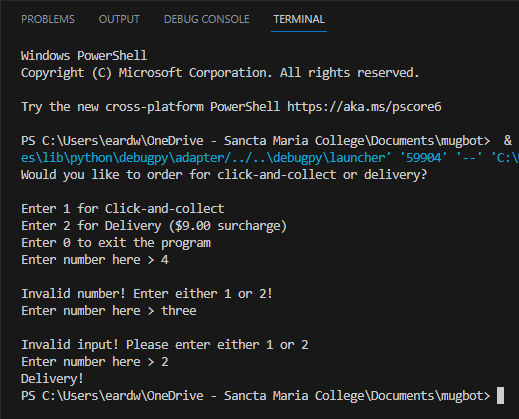 PROBLEMS OUTPUT DEBUG CONSOLE TERMINAL
Windows PowerShell
Copyright (C) Microsoft Corporation. All rights reserved.
Try the new cross-platform PowerShell https://aka.ms/pscore6
PS C:\Users\eardw\OneDrive - Sancta Maria College\Documents\mugbot>  &
es\lib\python\debugpy\adapter/../..\debugpy\launcher' '59904' '--' 'C:\
Would you like to order for click-and-collect or delivery?
Enter 1 for Click-and-collect
Enter 2 for Delivery ($9.00 surcharge)
Enter 0 to exit the program
Enter number here > 4
Invalid number! Enter either 1 or 2!
Enter number here > three
Invalid input! Please enter either 1 or 2
Enter number here > 2
Delivery!
PS C:\Users\eardw\OneDrive - Sancta Maria College\Documents\mugbot>